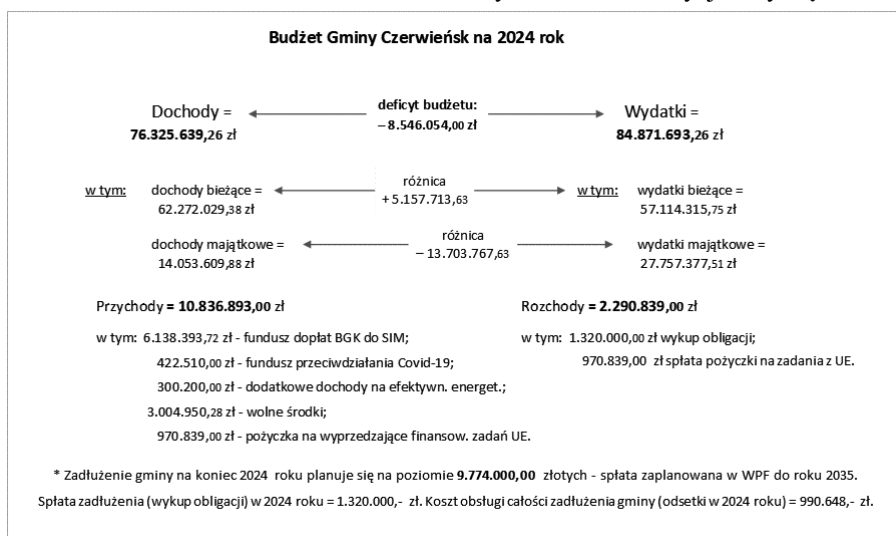 Budżet Gminy Czerwieńsk na 2024 rok
Dochody =
76.325.639,26 zł
deficyt budżetu:
– 8.546.054,00 zł
Wydatki =
84.871.693,26 zł
w tym: dochody bieżące =
62.272.029,38 zł
różnica
+ 5.157.713,63
w tym: wydatki bieżące =
57.114.315,75 zł
dochody majątkowe =
14.053.609,88 zł
różnica
– 13.703.767,63
wydatki majątkowe =
27.757.377,51 zł
Przychody = 10.836.893,00 zł
w tym: 6.138.393,72 zł - fundusz dopłat BGK do SIM;
422.510,00 zł - fundusz przeciwdziałania Covid-19;
300.200,00 zł - dodatkowe dochody na efektywn. energet.;
3.004.950,28 zł - wolne środki;
970.839,00 zł - pożyczka na wyprzedzające finansow. zadań UE.
Rozchody = 2.290.839,00 zł
w tym: 1.320.000,00 zł wykup obligacji;
970.839,00 zł spłata pożyczki na zadania z UE.
* Zadłużenie gminy na koniec 2024 roku planuje się na poziomie 9.774.000,00 złotych - spłata zaplanowana w WPF do roku 2035.
Spłata zadłużenia (wykup obligacji) w 2024 roku = 1.320.000,- zł. Koszt obsługi całości zadłużenia gminy (odsetki w 2024 roku) = 990.648,- zł.